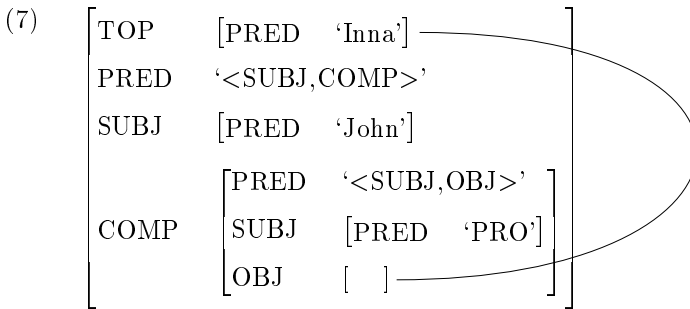 (7) TOP [PRED ‘Inna’]
PRED ‘<SUBJ,COMP>’
SUBJ [PRED ‘John’]
PRED ‘<SUBJ,OBJ>’
COMP SUBJ [PRED ‘PRO’]
OBJ [ ]